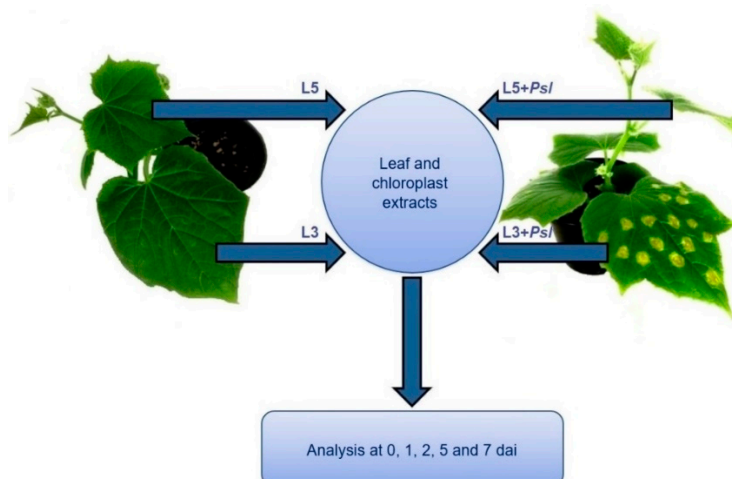 L5
L5+Psl
Leaf and
chloroplast
extracts
L3
L3+Psl
Analysis at 0, 1, 2, 5 and 7 dai